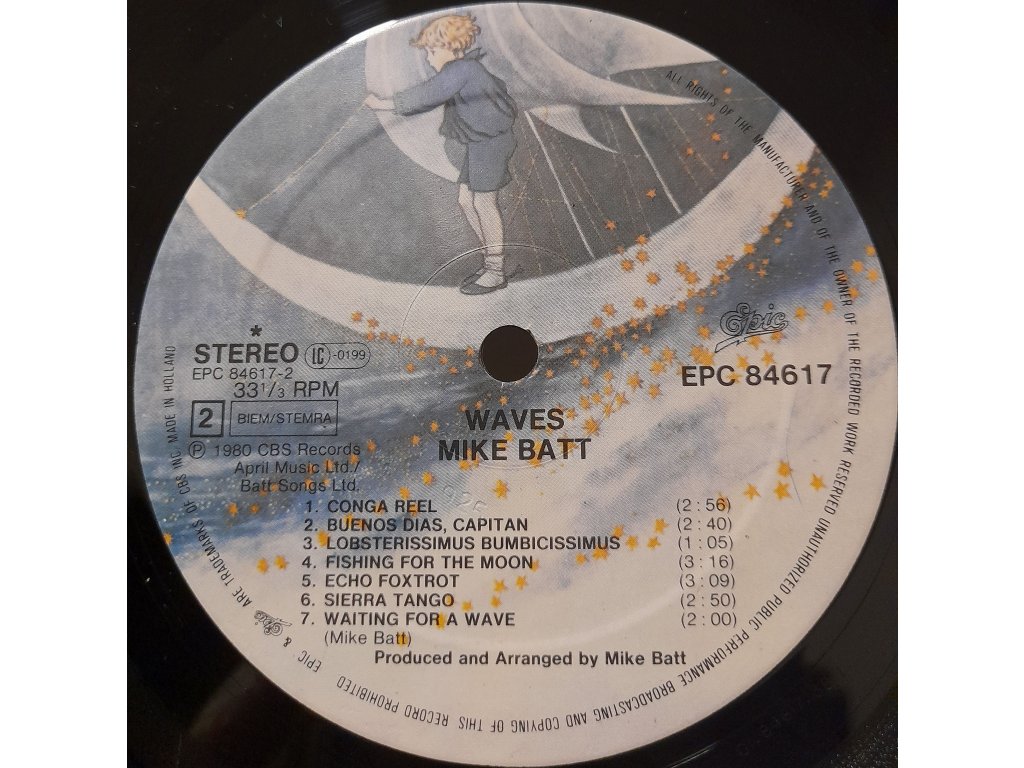 ALL RIGHTS OF THE MANUFACTURER AND OF THE OWNER OF THE RECORDED WORK RESERVED UNAUTHORIZED PUBLIC PERFORMANCE BROADCASTING AND COPYING OF THIS RECORD PROHIBITED
EPIC & Epic ARE TRADEMARKS OF CBS INC MADE IN HOLLAND
*
STEREO (IC)-0199
EPC 84617-2
33 1/3 RPM
2 BIEM/STEMRA
℗ 1980 CBS Records
April Music Ltd./
Batt Songs Ltd.
Epic
EPC 84617
WAVES
MIKE BATT
1. CONGA REEL (2:56)
2. BUENOS DIAS, CAPITAN (2:40)
3. LOBSTERISSIMUS BUMBICISSIMUS (1:05)
4. FISHING FOR THE MOON (3:16)
5. ECHO FOXTROT (3:09)
6. SIERRA TANGO (2:50)
7. WAITING FOR A WAVE (2:00)
(Mike Batt)
Produced and Arranged by Mike Batt